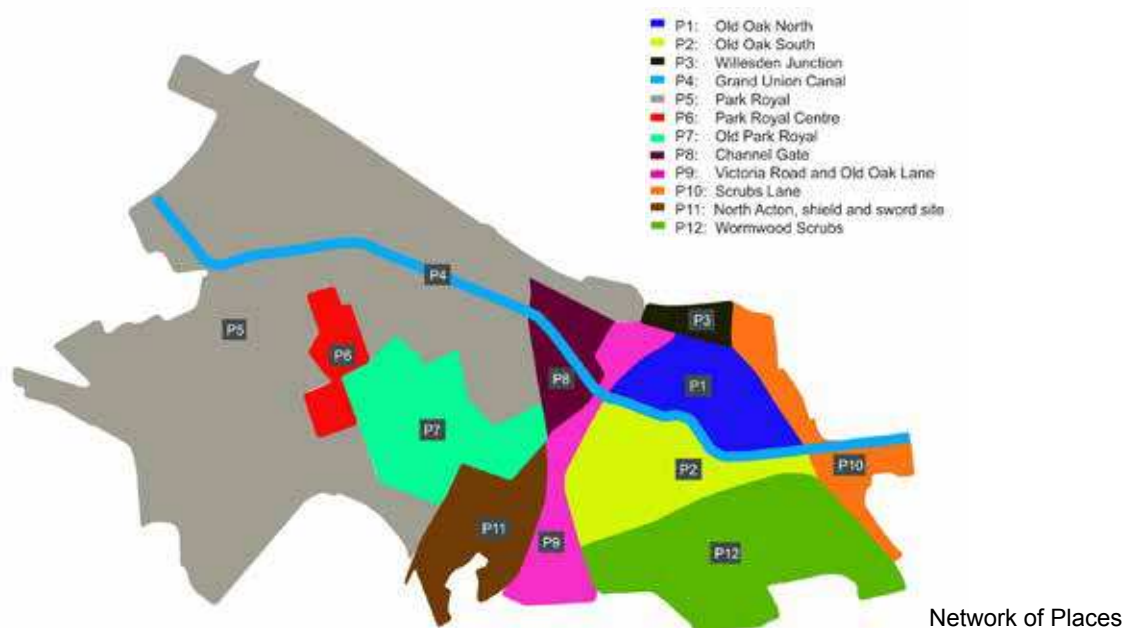 P1: Old Oak North
P2: Old Oak South
P3: Willesden Junction
P4: Grand Union Canal
P5: Park Royal
P6: Park Royal Centre
P7: Old Park Royal
P8: Channel Gate
P9: Victoria Road and Old Oak Lane
P10: Scrubs Lane
P11: North Acton, shield and sword site
P12: Wormwood Scrubs
P4
P3
P5
P6
P8
P1
P7
P2
P10
P11
P9
P12
Network of Places